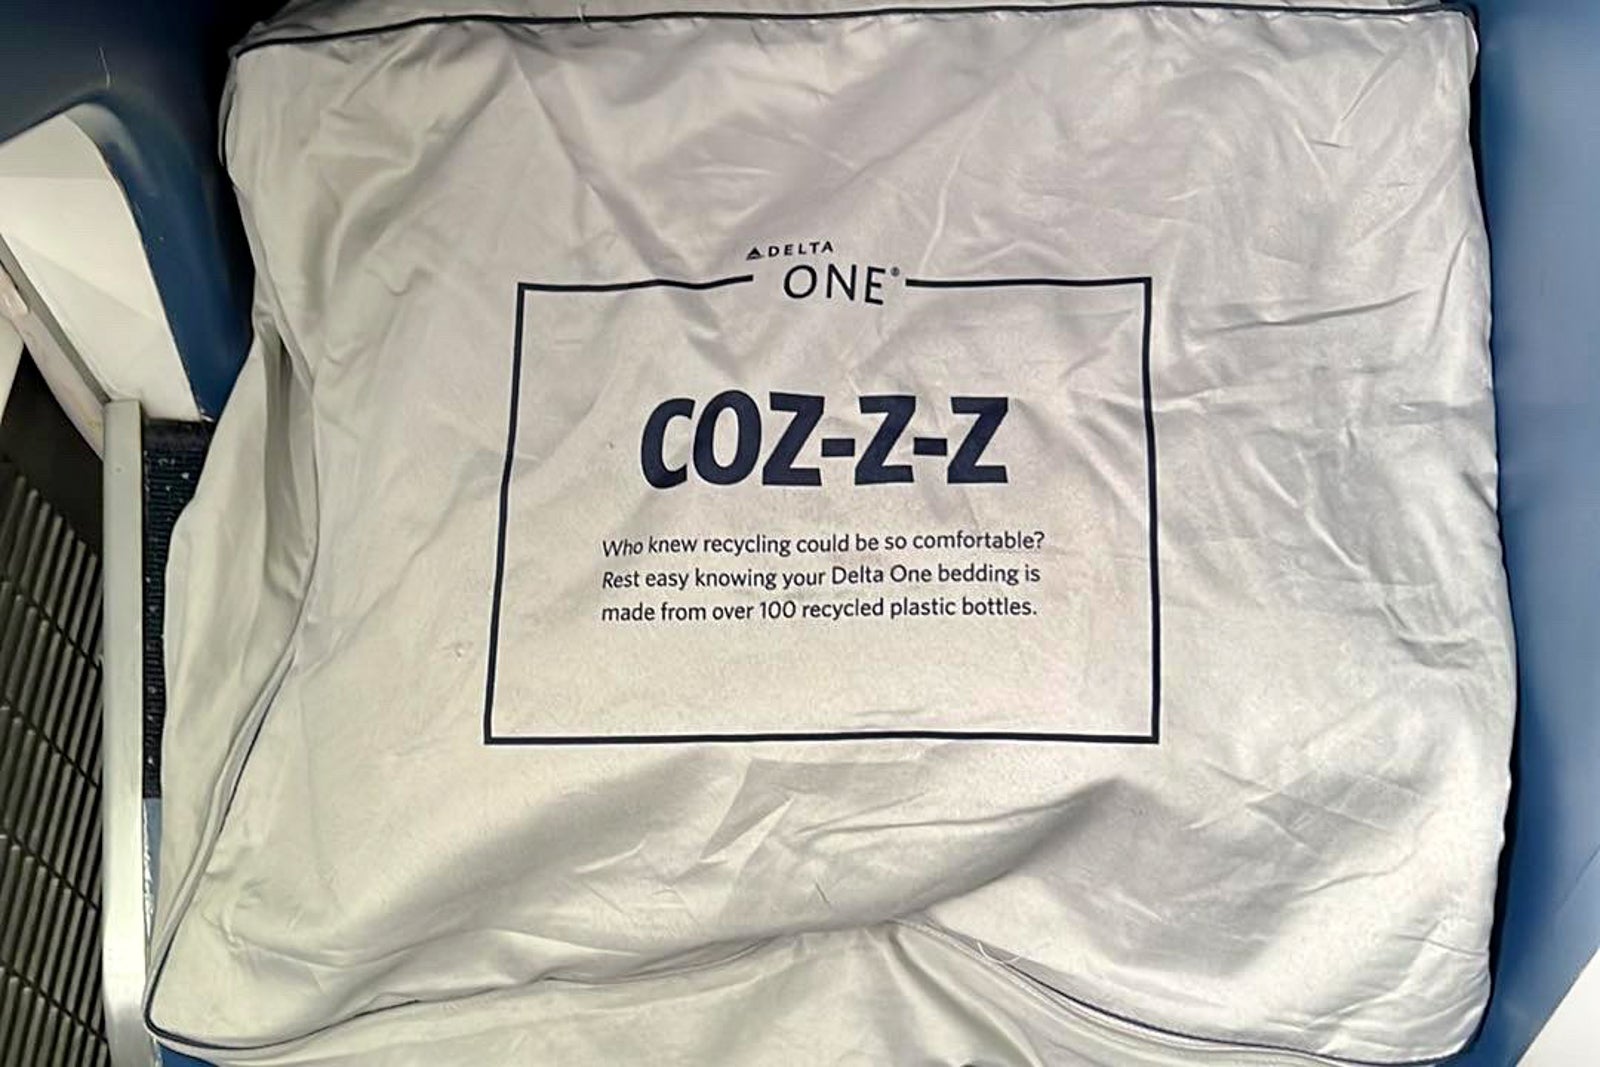 DELTA
ONE®
COZ-Z-Z
Who knew recycling could be so comfortable?
Rest easy knowing your Delta One bedding is
made from over 100 recycled plastic bottles.